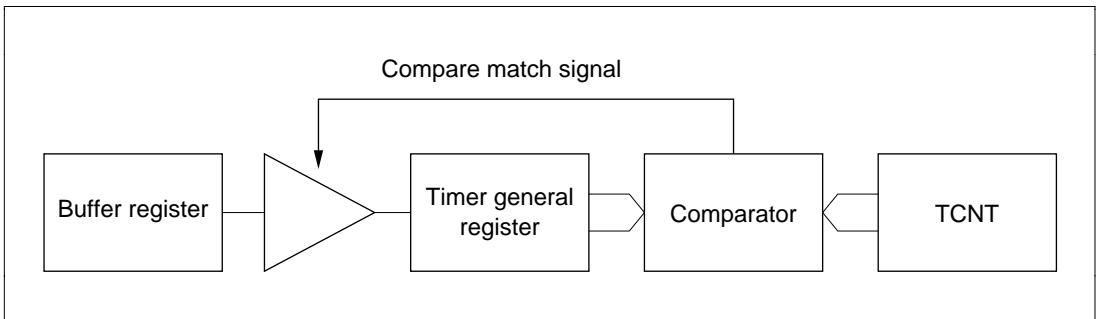 Compare match signal
Buffer register
Timer general
register
Comparator
TCNT